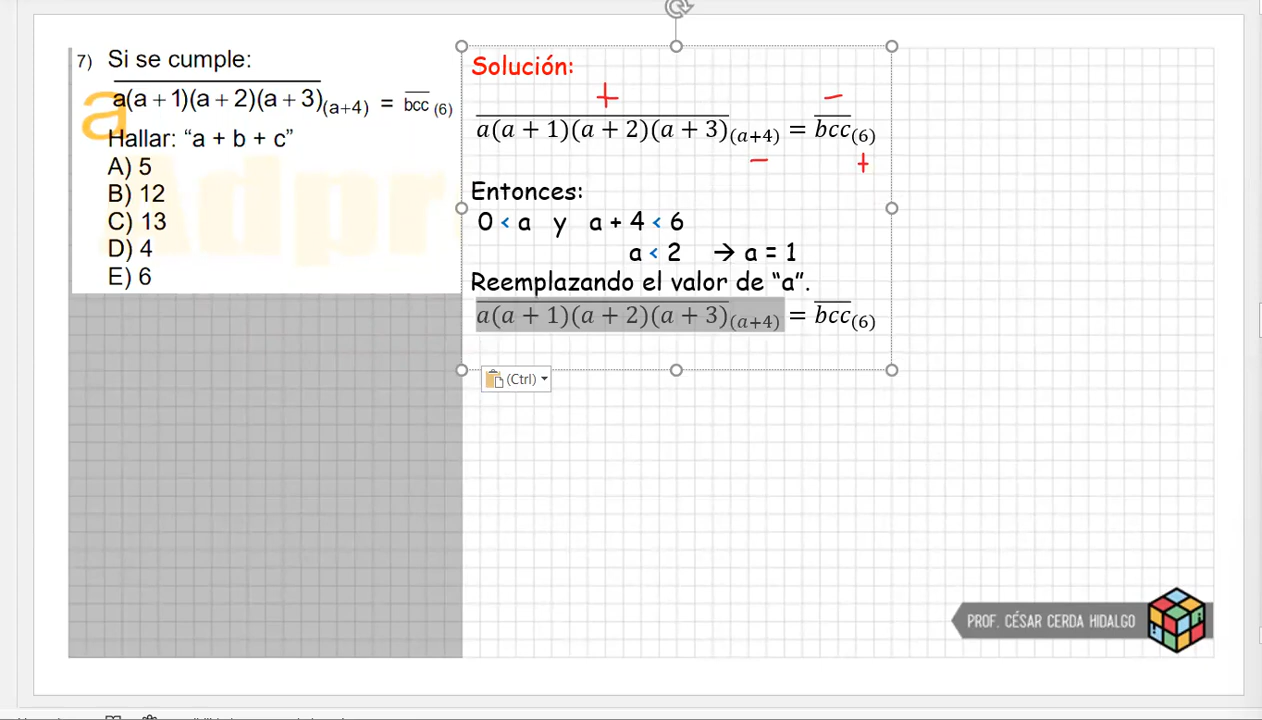 7) Si se cumple:
a(a + 1)(a + 2)(a + 3)(a+4) = bcc (6)
Hallar: “a + b + c”
A) 5
B) 12
C) 13
D) 4
E) 6
a
Adpr
Solución:
+ −
a(a + 1)(a + 2)(a + 3)(a+4) = bcc(6)
− +
Entonces:
0 < a y a + 4 < 6
a < 2 → a = 1
Reemplazando el valor de “a”.
a(a + 1)(a + 2)(a + 3)(a+4) = bcc(6)
(Ctrl)
PROF. CÉSAR CERDA HIDALGO